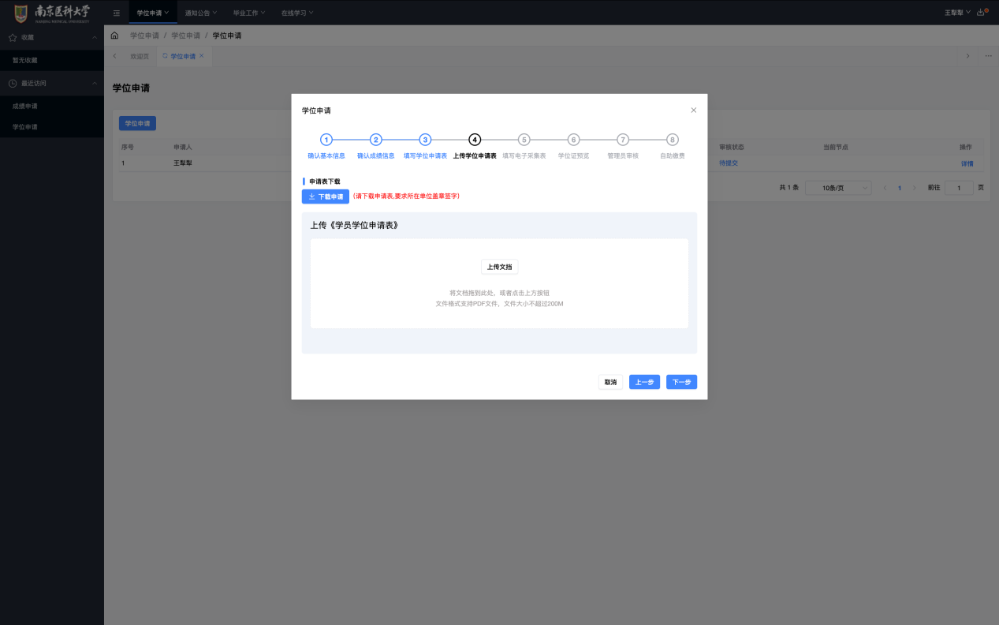 南京医科大学
NANJING MEDICAL UNIVERSITY
学位申请 通知公告 毕业工作 在线学习 王犁犁
收藏
暂无收藏
最近访问
成绩申请
学位申请
学位申请 / 学位申请 / 学位申请
欢迎页 学位申请
学位申请
学位申请
序号 申请人 审核状态 当前节点 操作
1 王犁犁 待提交 详情
共 1 条 10条/页 1 前往 1 页
学位申请
1 2 3 4 5 6 7 8
确认基本信息 确认成绩信息 填写学位申请表 上传学位申请表 填写电子采集表 学位证预览 管理员审核 自助缴费
申请表下载
下载申请 (请下载申请表,要求所在单位盖章签字)
上传《学员学位申请表》
上传文档
将文档拖到此处，或者点击上方按钮
文件格式支持PDF文件，文件大小不超过200M
取消 上一步 下一步